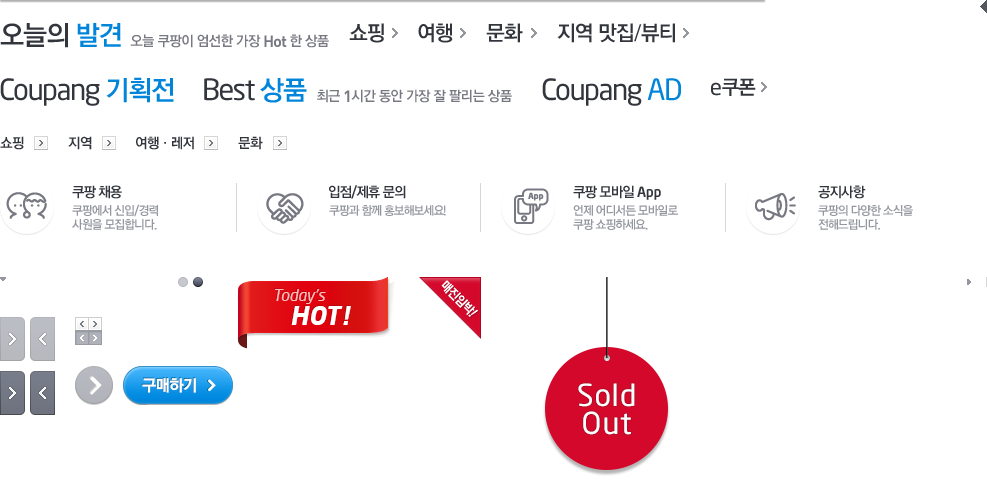 오늘의 발견 오늘 쿠팡이 엄선한 가장 Hot 한 상품 쇼핑 여행 문화 지역 맛집/뷰티
Coupang 기획전 Best 상품 최근 1시간 동안 가장 잘 팔리는 상품 Coupang AD e쿠폰
쇼핑 지역 여행 · 레저 문화
쿠팡 채용
쿠팡에서 신입/경력
사원을 모집합니다.
입점/제휴 문의
쿠팡과 함께 홍보해보세요!
App
쿠팡 모바일 App
언제 어디서든 모바일로
쿠팡 쇼핑하세요.
공지사항
쿠팡의 다양한 소식을
전해드립니다.
Today's
HOT!
매진임박!
구매하기
Sold
Out